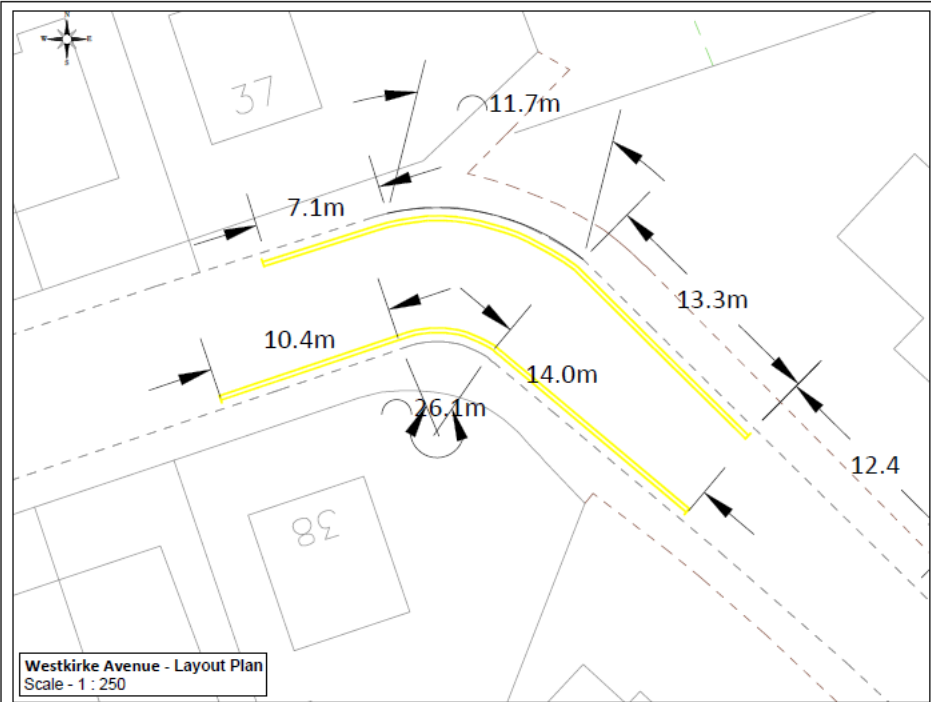 N
W E
S
37
11.7m
7.1m
13.3m
10.4m
14.0m
26.1m
12.4
38
Westkirke Avenue - Layout Plan
Scale - 1 : 250